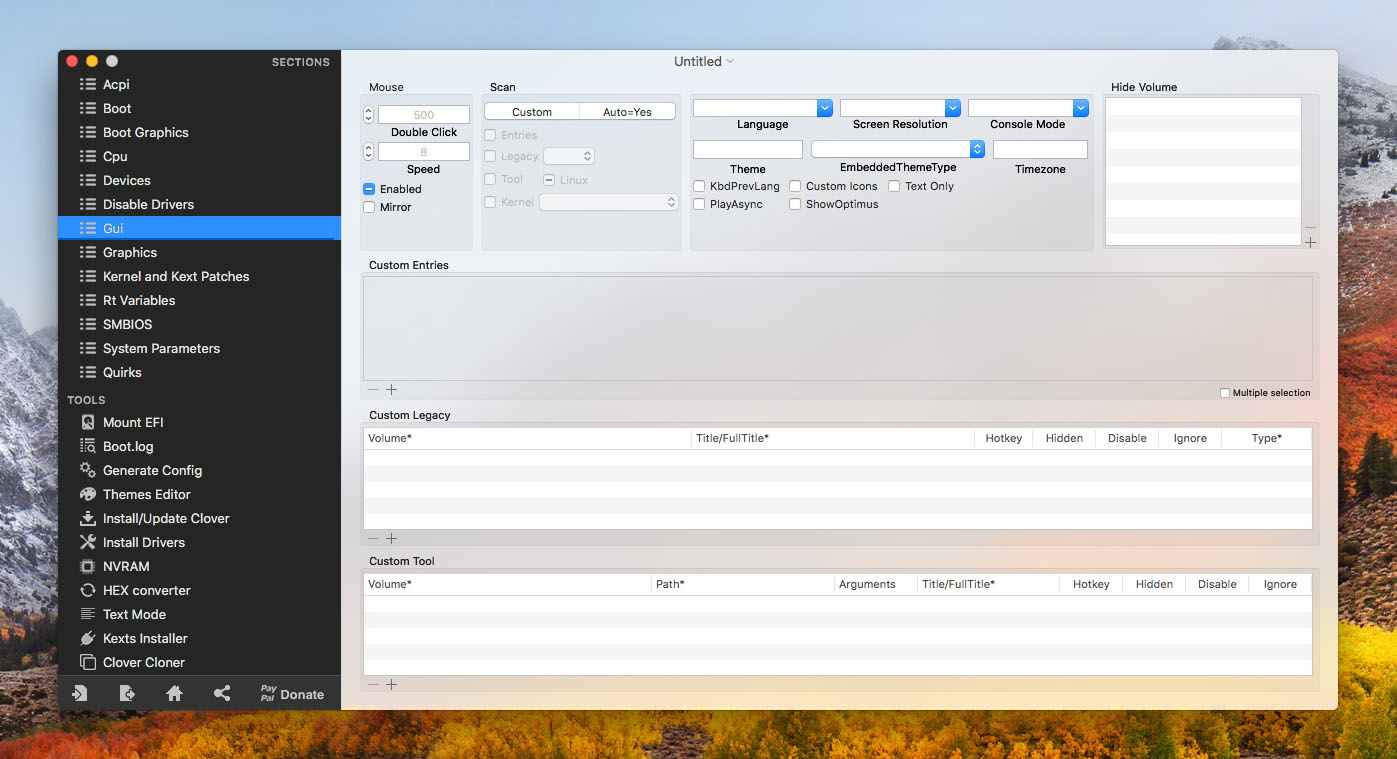 SECTIONS
Acpi
Boot
Boot Graphics
Cpu
Devices
Disable Drivers
Gui
Graphics
Kernel and Kext Patches
Rt Variables
SMBIOS
System Parameters
Quirks
TOOLS
Mount EFI
Boot.log
Generate Config
Themes Editor
Install/Update Clover
Install Drivers
NVRAM
HEX converter
Text Mode
Kexts Installer
Clover Cloner
Pay
Pal
Donate
Untitled
Mouse
500
Double Click
8
Speed
Enabled
Mirror
Scan
Custom Auto=Yes
Entries
Legacy
Tool Linux
Kernel
Language Screen Resolution Console Mode
Theme EmbeddedThemeType Timezone
KbdPrevLang Custom Icons Text Only
PlayAsync ShowOptimus
Hide Volume
Custom Entries
Multiple selection
Custom Legacy
Volume* Title/FullTitle* Hotkey Hidden Disable Ignore Type*
Custom Tool
Volume* Path* Arguments Title/FullTitle* Hotkey Hidden Disable Ignore